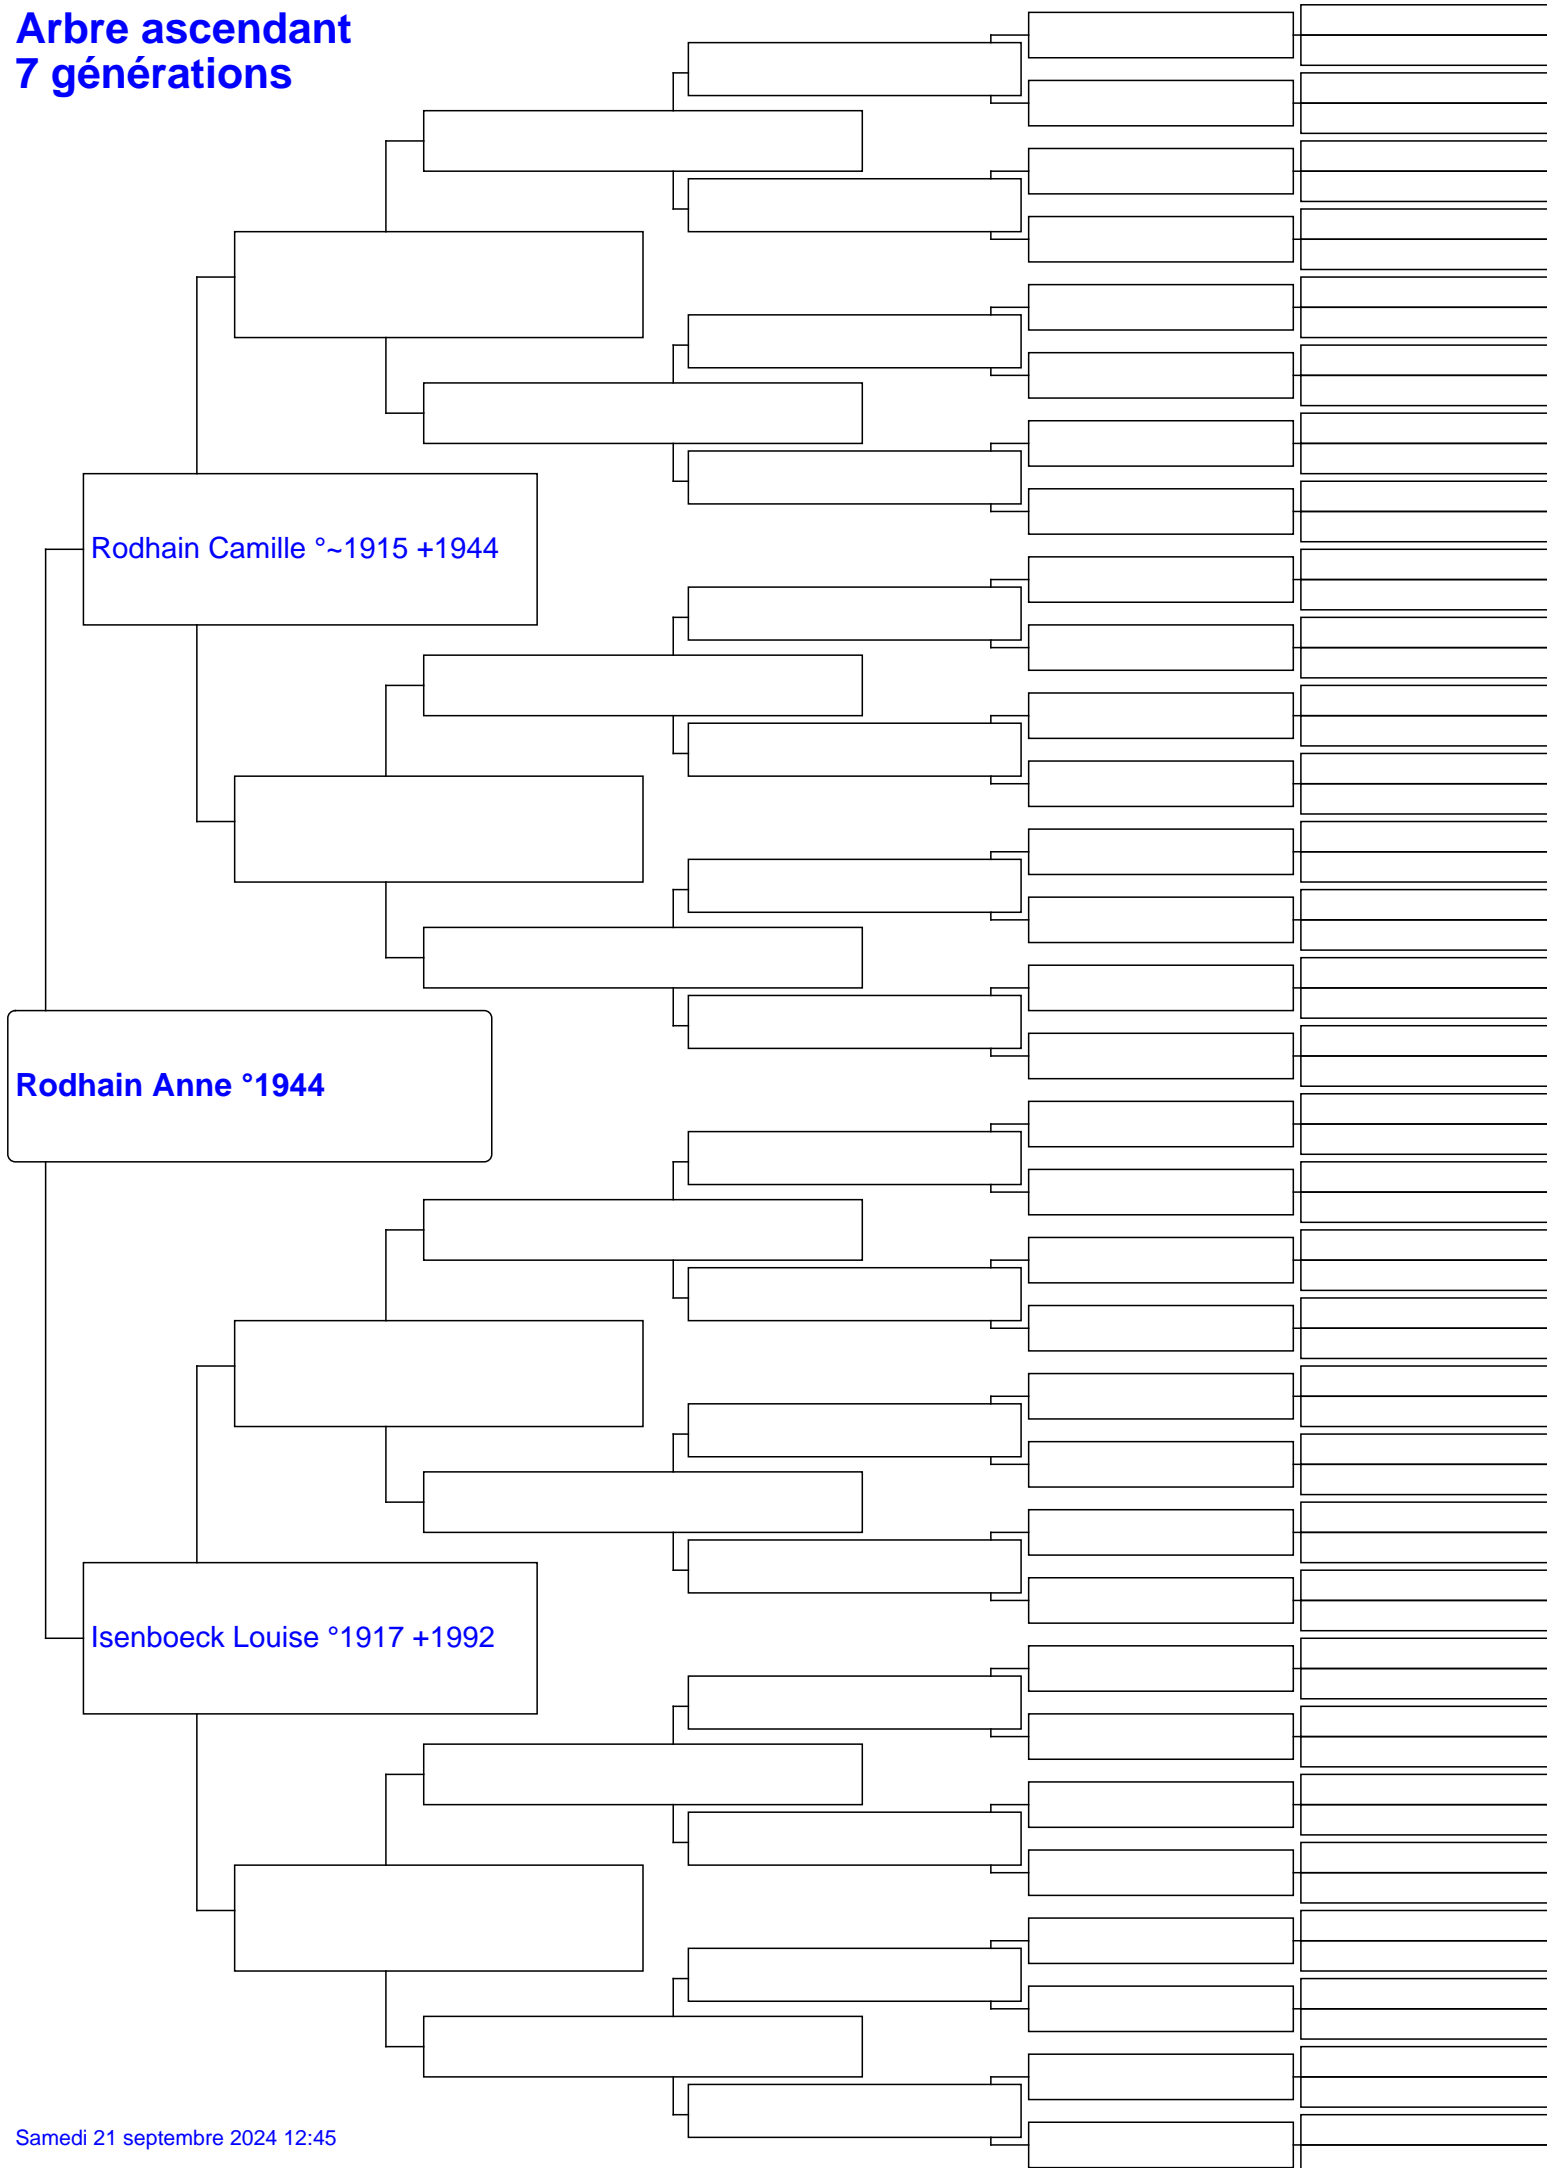 Arbre ascendant
7 générations
Rodhain Camille °~1915 +1944
Rodhain Anne °1944
Isenboeck Louise °1917 +1992
Samedi 21 septembre 2024 12:45